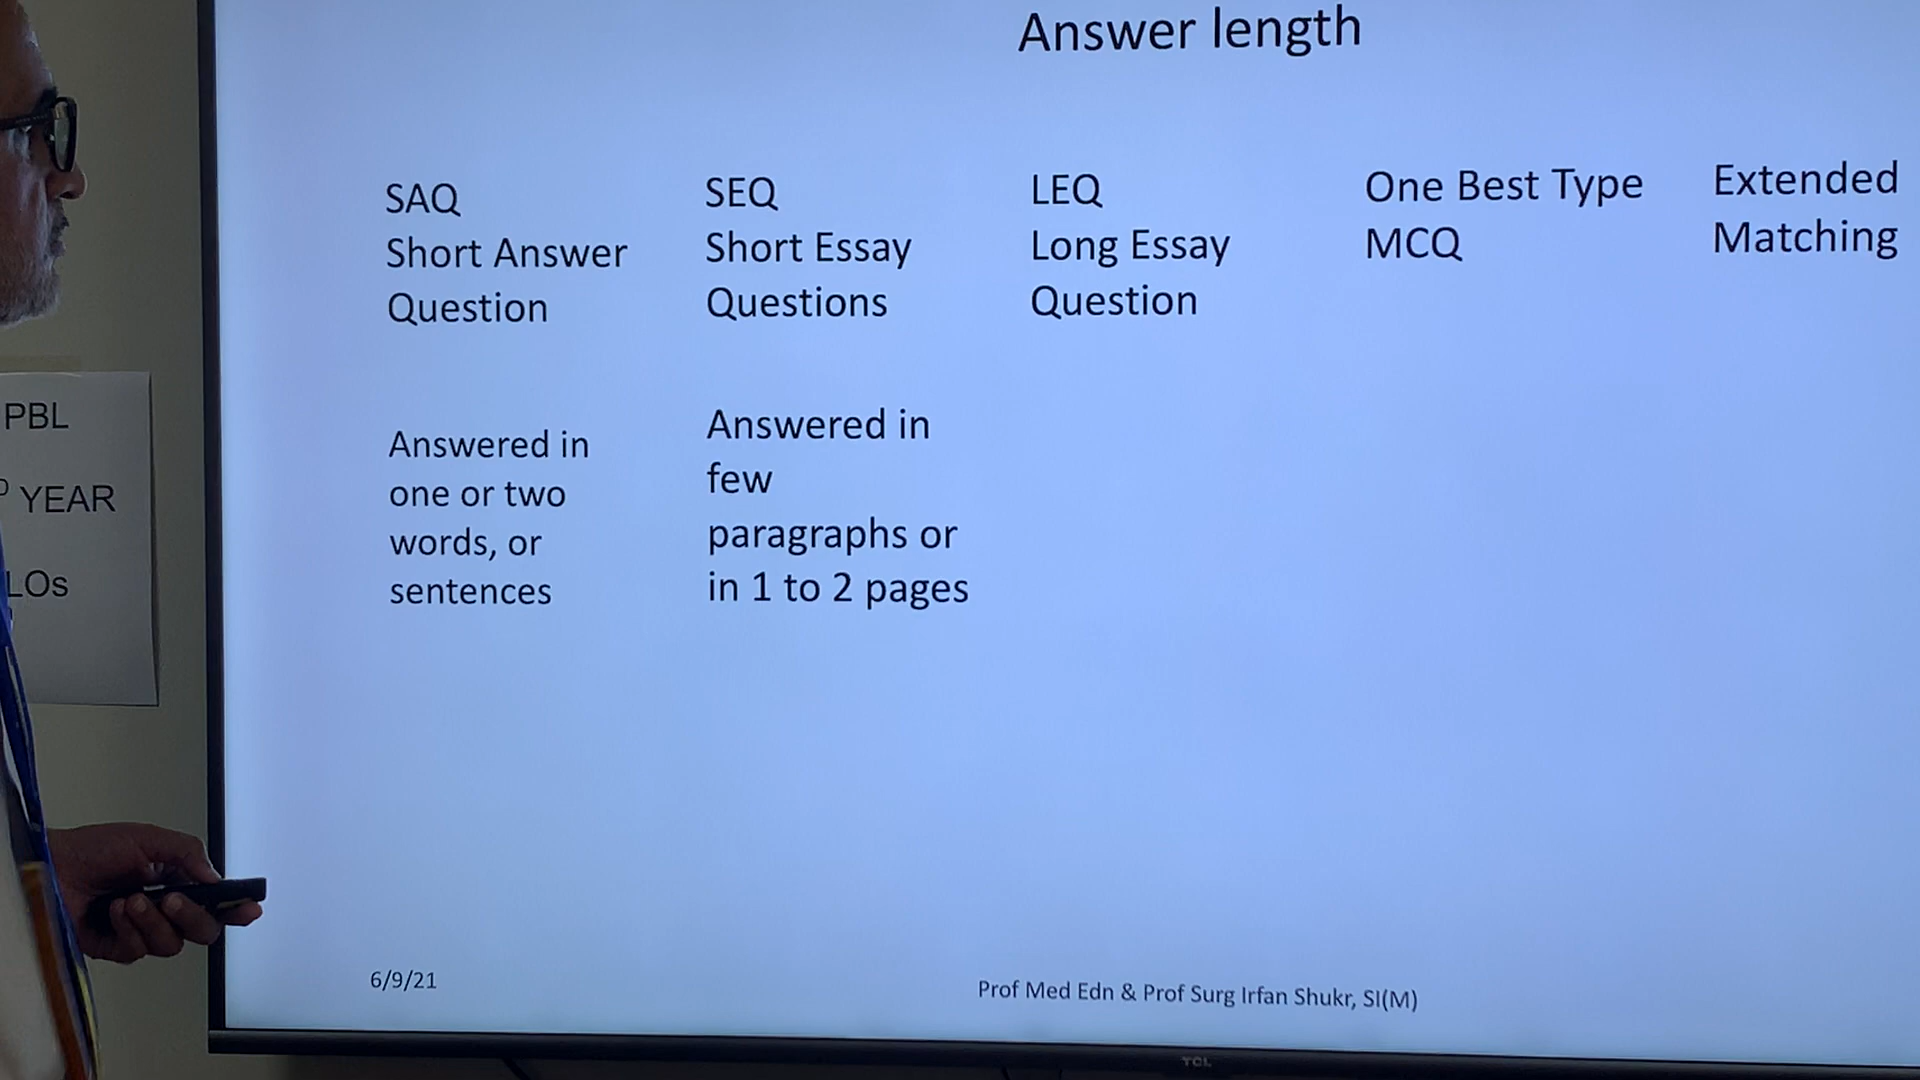 Answer length
SAQ
Short Answer
Question
SEQ
Short Essay
Questions
LEQ
Long Essay
Question
One Best Type
MCQ
Extended
Matching
Answered in
one or two
words, or
sentences
Answered in
few
paragraphs or
in 1 to 2 pages
6/9/21
Prof Med Edn & Prof Surg Irfan Shukr, SI(M)
PBL
YEAR
LOs
TCL